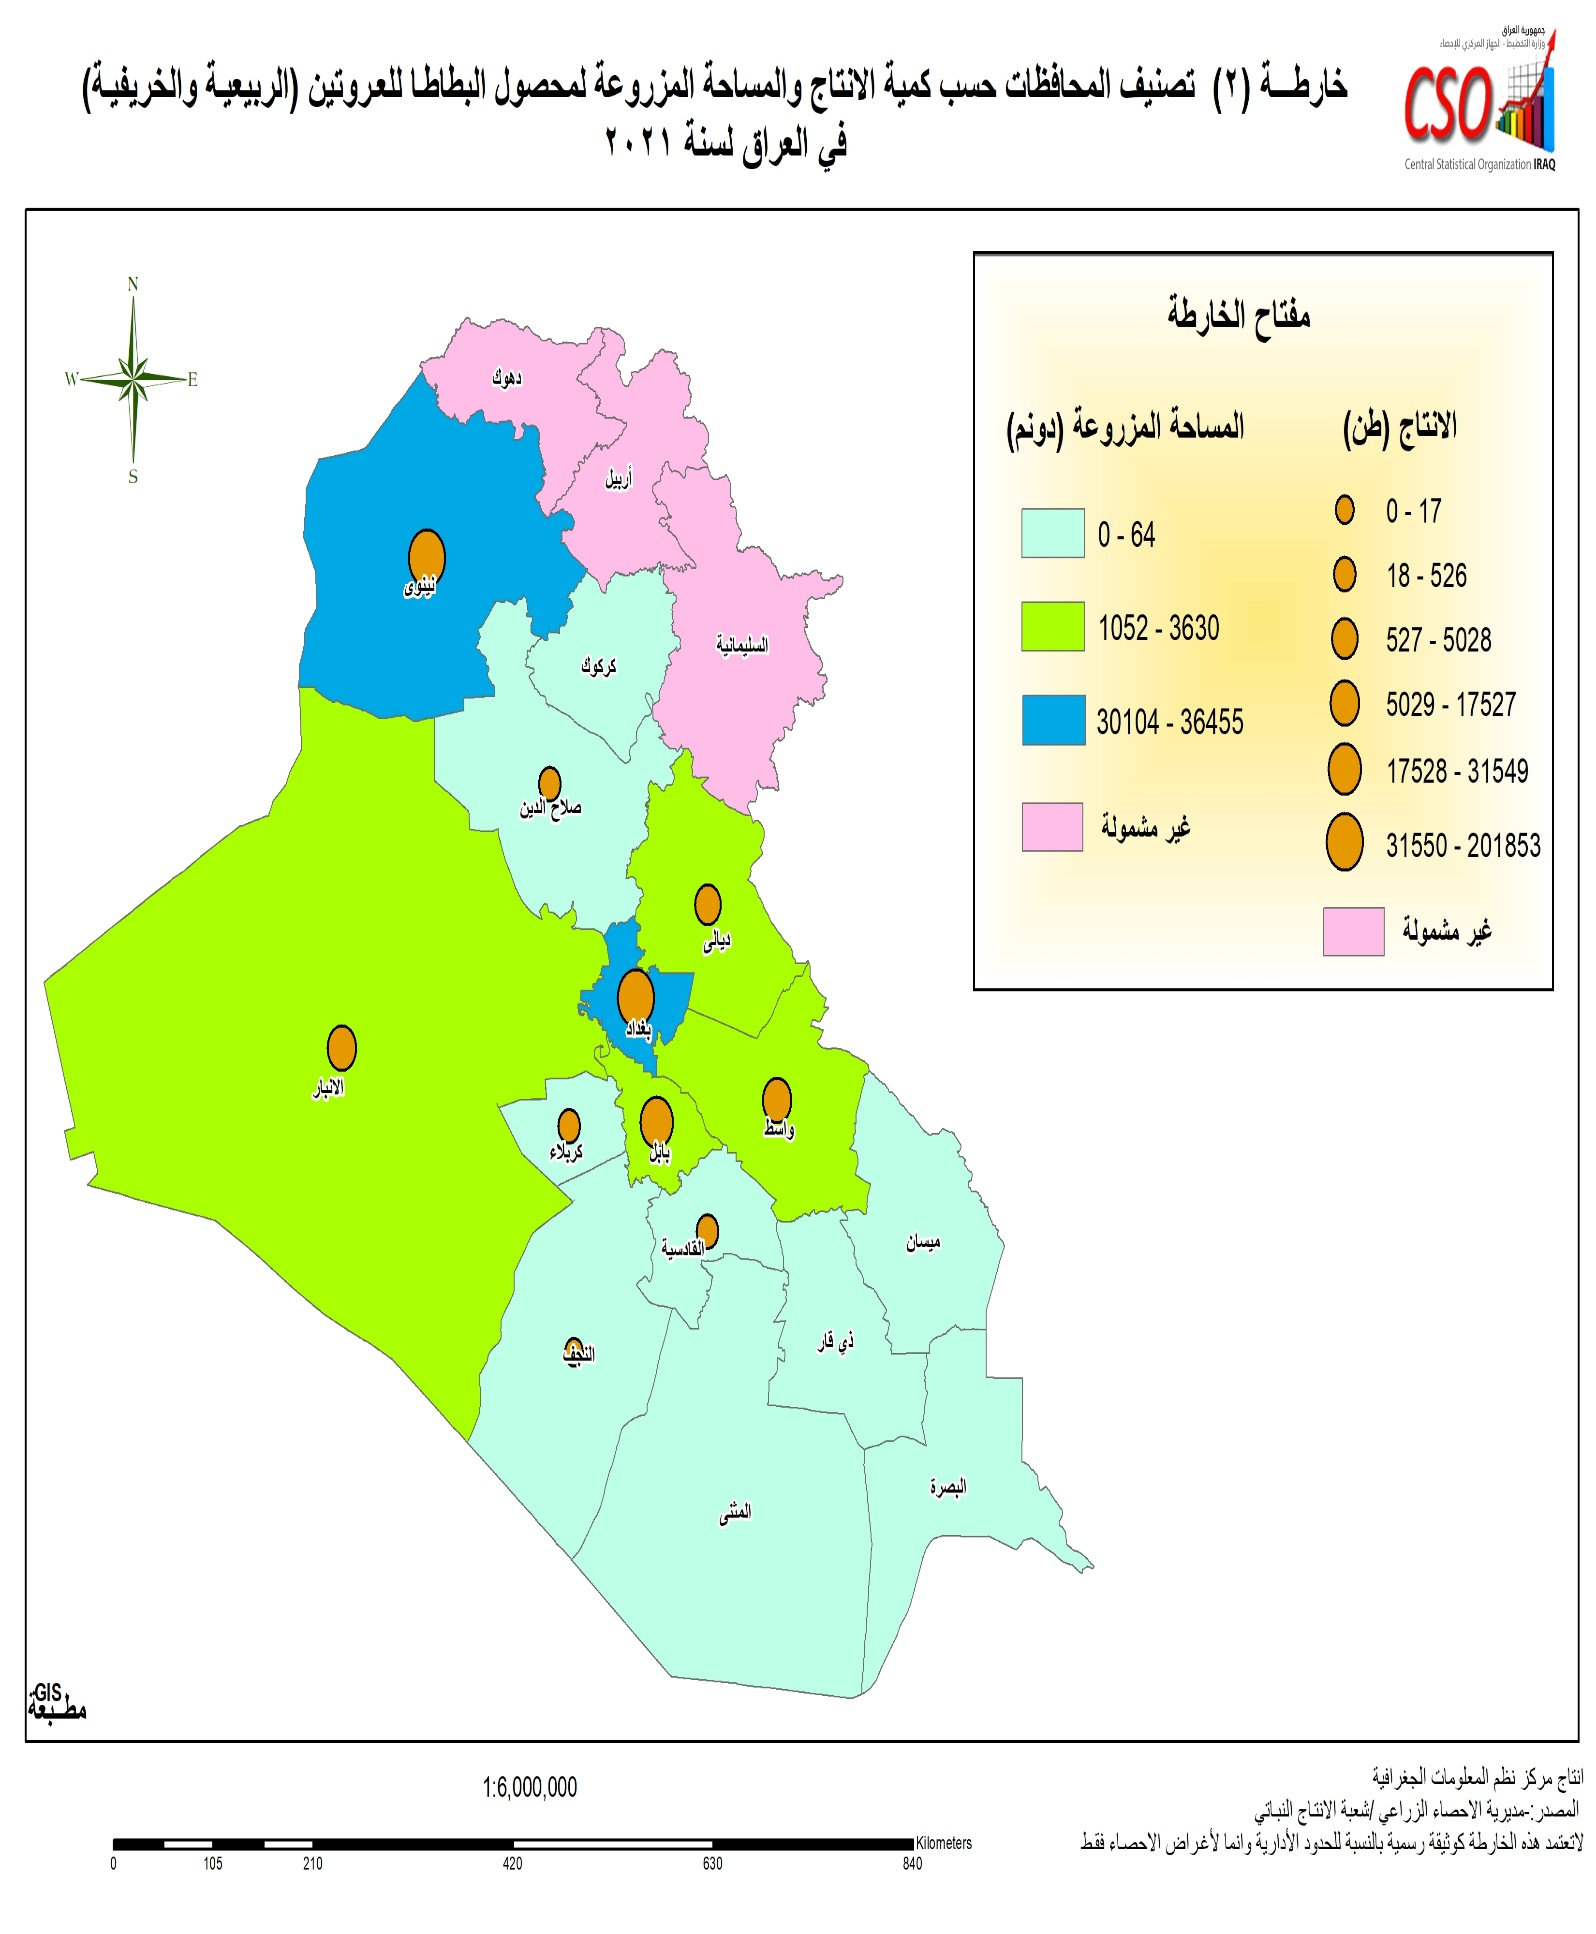 جمهورية العراق
وزارة التخطيط - الجهاز المركزي للإحصاء
CSO
Central Statistical Organization IRAQ
خارطـــة (٢) تصنيف المحافظات حسب كمية الانتاج والمساحة المزروعة لمحصول البطاطا للعروتين (الربيعية والخريفية)
في العراق لسنة ٢٠٢١
N
W E
S
مفتاح الخارطة
الانتاج (طن)
0 - 17
18 - 526
527 - 5028
5029 - 17527
17528 - 31549
31550 - 201853
غير مشمولة
المساحة المزروعة (دونم)
0 - 64
1052 - 3630
30104 - 36455
غير مشمولة
دهوك
أربيل
نينوى
السليمانية
كركوك
صلاح الدين
ديالى
بغداد
الانبار
واسط
بابل
كربلاء
ميسان
القادسية
ذي قار
النجف
البصرة
المثنى
GIS
مطـبعة
1:6,000,000
0 105 210 420 630 840 Kilometers
انتاج مركز نظم المعلومات الجغرافية
المصدر:-مديرية الاحصاء الزراعي /شعبة الانتاج النباتي
لاتعتمد هذه الخارطة كوثيقة رسمية بالنسبة للحدود الأدارية وانما لأغراض الاحصاء فقط